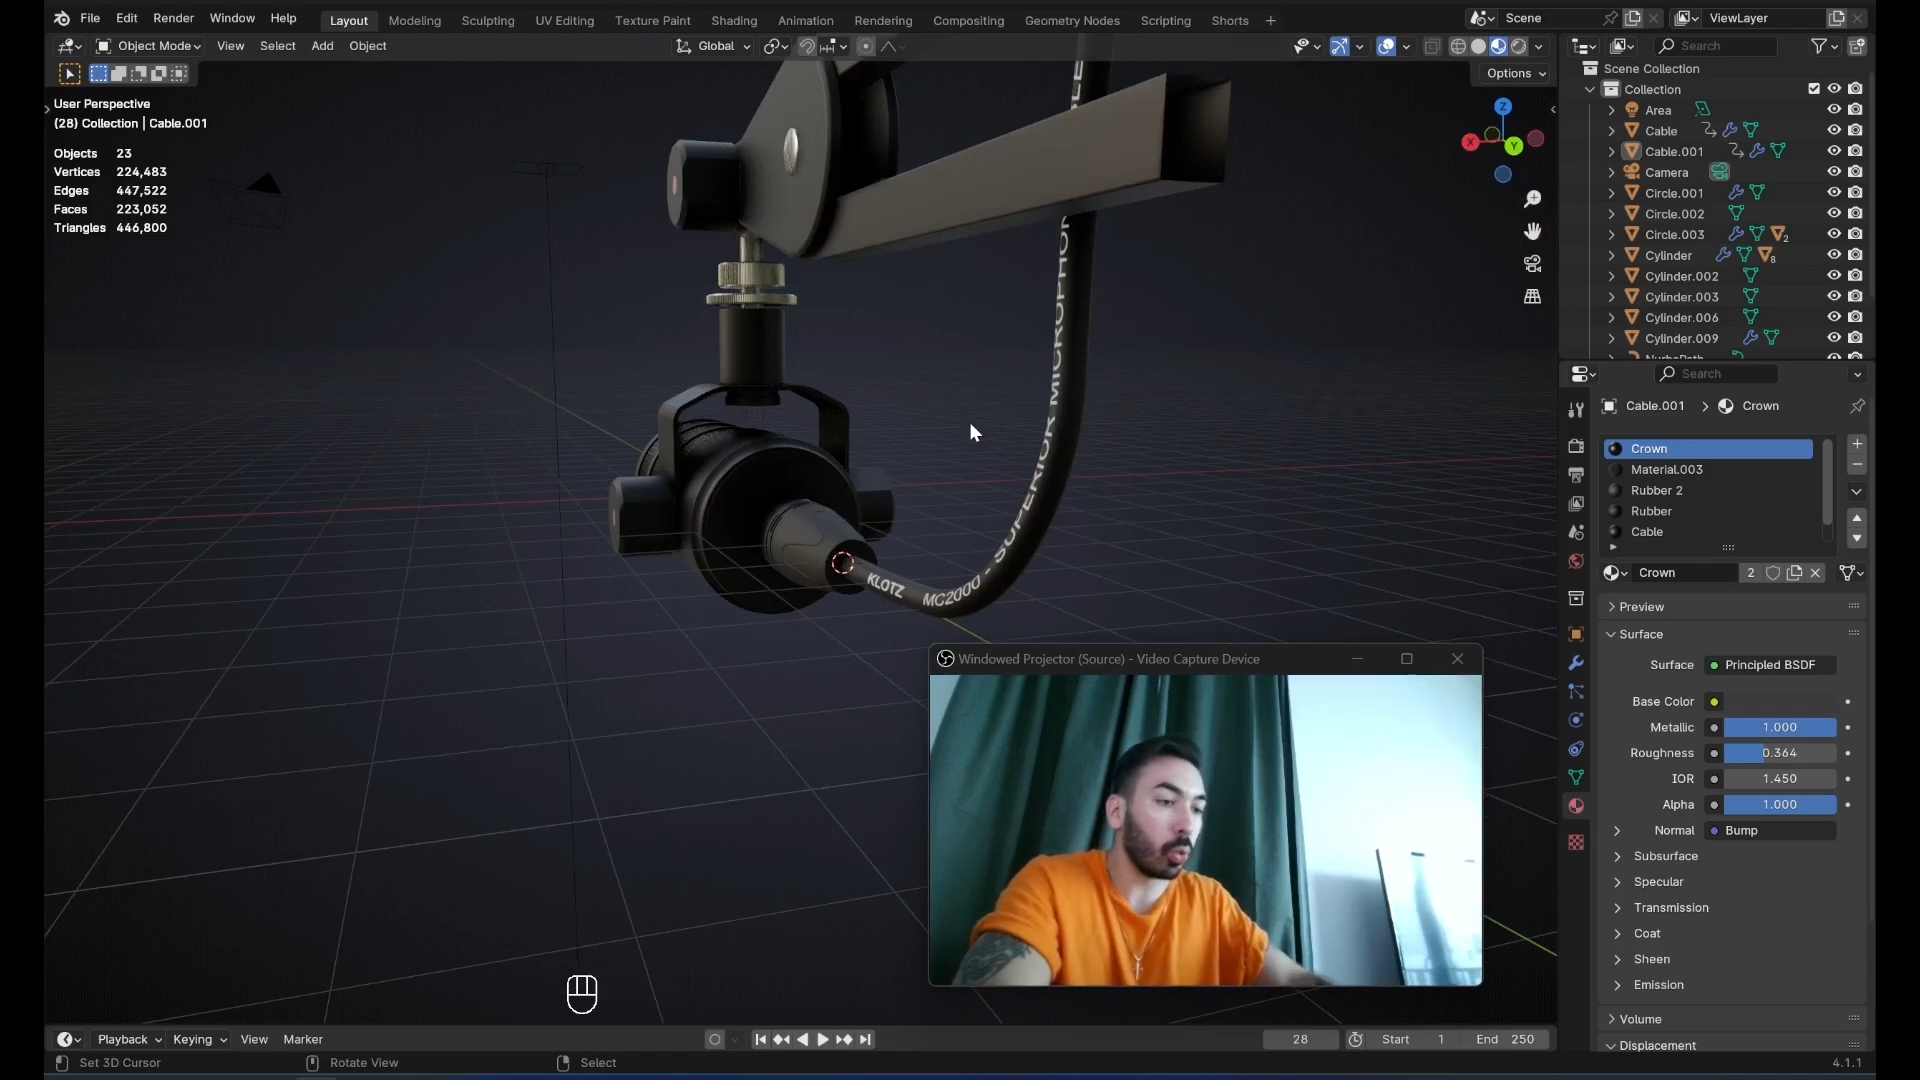 File Edit Render Window Help Layout Modeling Sculpting UV Editing Texture Paint Shading Animation Rendering Compositing Geometry Nodes Scripting Shorts + Scene ViewLayer
Object Mode View Select Add Object Global Search
Options
User Perspective
(28) Collection | Cable.001
Objects 23
Vertices 224,483
Edges 447,522
Faces 223,052
Triangles 446,800
Z
X
Y
KLOTZ MC2000 - SUPERIOR MICROPHON
Scene Collection
Collection
Area
Cable
Cable.001
Camera
Circle.001
Circle.002
Circle.003 2
Cylinder 8
Cylinder.002
Cylinder.003
Cylinder.006
Cylinder.009
NurbsPath
Search
Cable.001 > Crown
Crown
Material.003
Rubber 2
Rubber
Cable
Crown 2
Preview
Surface
Surface Principled BSDF
Base Color
Metallic 1.000
Roughness 0.364
IOR 1.450
Alpha 1.000
Normal Bump
Subsurface
Specular
Transmission
Coat
Sheen
Emission
Volume
Displacement
Windowed Projector (Source) - Video Capture Device
Playback Keying View Marker 28 Start 1 End 250
Set 3D Cursor Rotate View Select 4.1.1